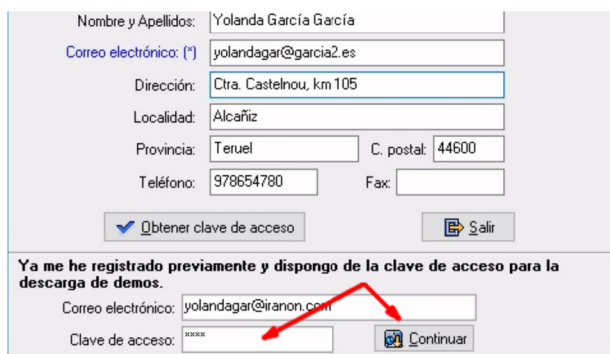 Nombre y Apellidos: Yolanda García García
Correo electrónico: (*) yolandagar@garcia2.es
Dirección: Ctra. Castelnou, km 105
Localidad: Alcañiz
Provincia: Teruel C. postal: 44600
Teléfono: 978654780 Fax:
Obtener clave de acceso Salir
Ya me he registrado previamente y dispongo de la clave de acceso para la
descarga de demos.
Correo electrónico: yolandagar@iranon.com
Clave de acceso: **** Continuar